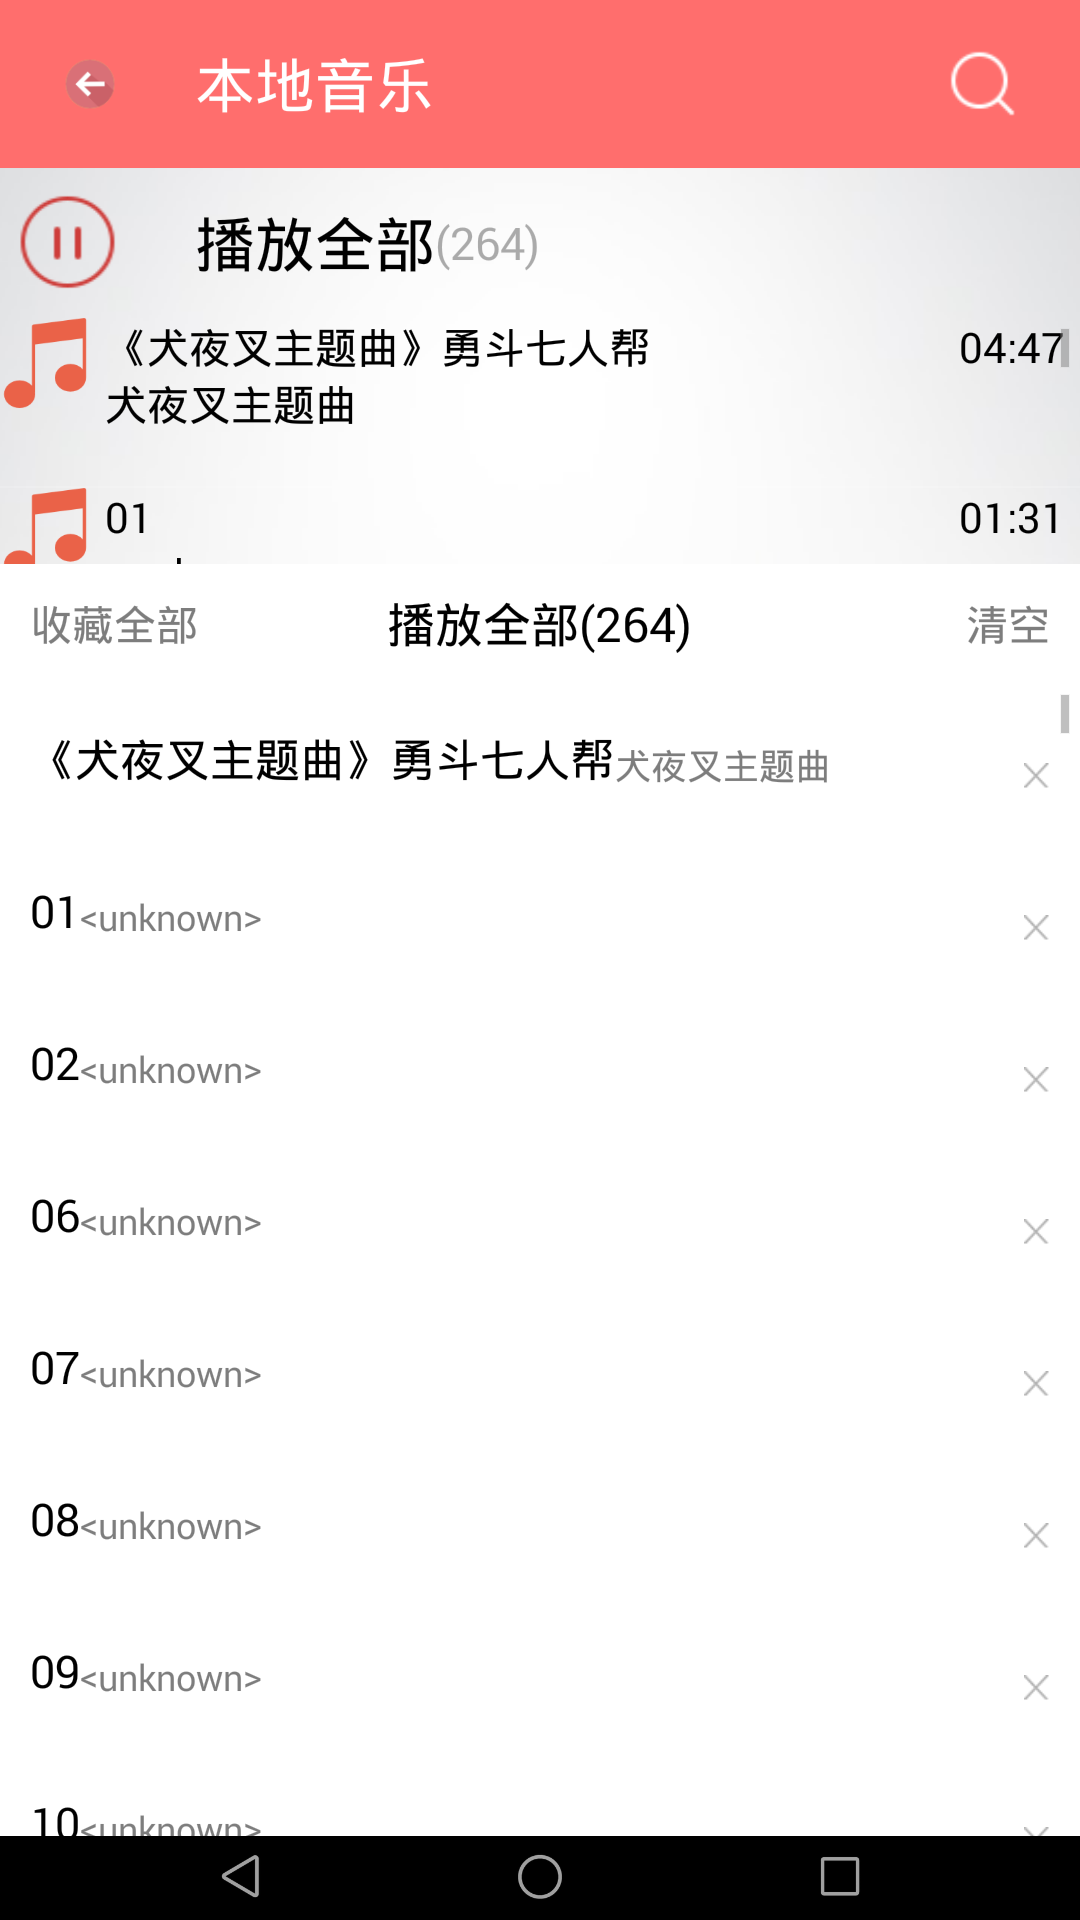 本地音乐
播放全部(264)
《犬夜叉主题曲》勇斗七人帮 04:47
犬夜叉主题曲
01 01:31
收藏全部 播放全部(264) 清空
《犬夜叉主题曲》勇斗七人帮犬夜叉主题曲
01<unknown>
02<unknown>
06<unknown>
07<unknown>
08<unknown>
09<unknown>
10<unknown>